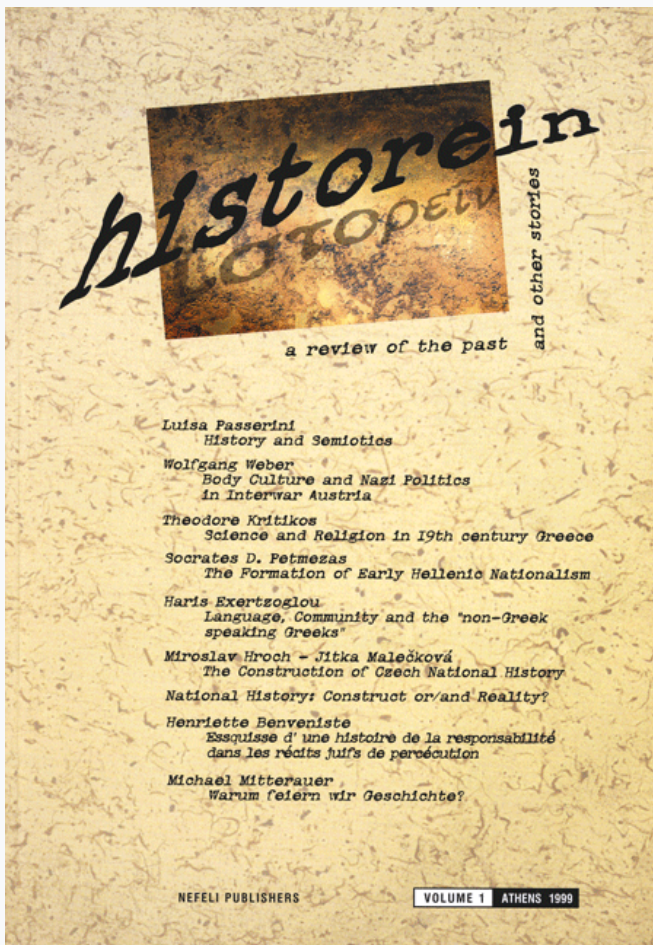 historein
ἱστορεῖν
a review of the past
and other stories
Luisa Passerini
History and Semiotics
Wolfgang Weber
Body Culture and Nazi Politics
in Interwar Austria
Theodore Kritikos
Science and Religion in 19th century Greece
Socrates D. Petmezas
The Formation of Early Hellenic Nationalism
Haris Exertzoglou
Language, Community and the "non-Greek
speaking Greeks"
Miroslav Hroch – Jitka Malečková
The Construction of Czech National History
National History: Construct or/and Reality?
Henriette Benveniste
Essquisse d' une histoire de la responsabilité
dans les récits juifs de percécution
Michael Mitterauer
Warum feiern wir Geschichte?
NEFELI PUBLISHERS
VOLUME 1 ATHENS 1999